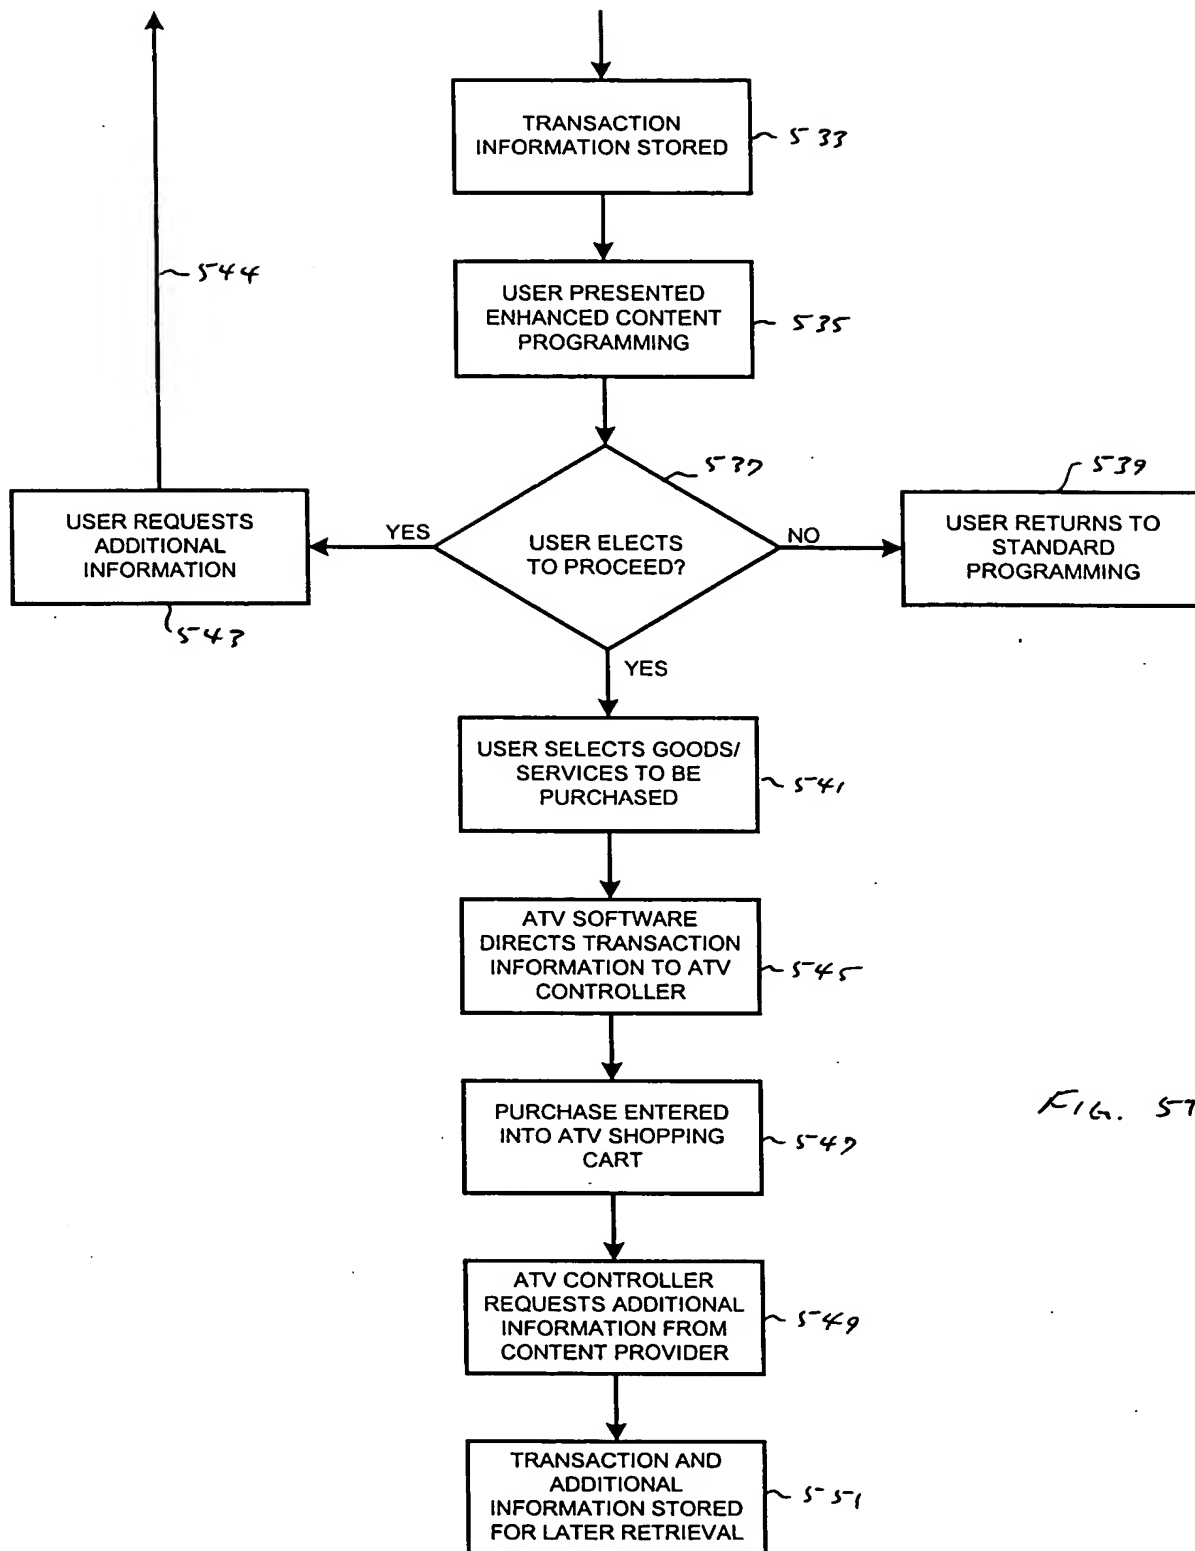 TRANSACTION
INFORMATION STORED
533
544
USER PRESENTED
ENHANCED CONTENT
PROGRAMMING
535
537
539
USER REQUESTS
ADDITIONAL
INFORMATION
YES
USER ELECTS
TO PROCEED?
NO
USER RETURNS TO
STANDARD
PROGRAMMING
543
YES
USER SELECTS GOODS/
SERVICES TO BE
PURCHASED
541
ATV SOFTWARE
DIRECTS TRANSACTION
INFORMATION TO ATV
CONTROLLER
545
PURCHASE ENTERED
INTO ATV SHOPPING
CART
547
FIG.
ATV CONTROLLER
REQUESTS ADDITIONAL
INFORMATION FROM
CONTENT PROVIDER
549
TRANSACTION AND
ADDITIONAL
INFORMATION STORED
FOR LATER RETRIEVAL
551